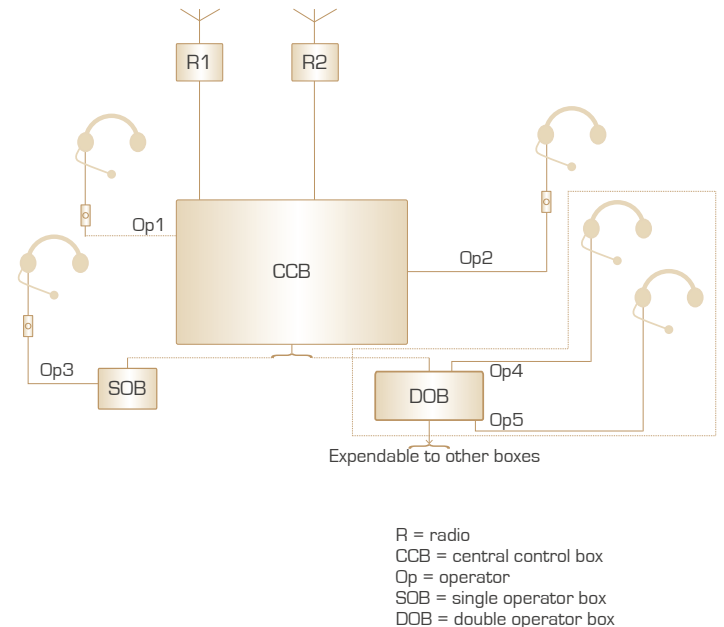 R1
R2
Op1
CCB
Op2
Op3
SOB
Op4
DOB
Op5
Expendable to other boxes
R = radio
CCB = central control box
Op = operator
SOB = single operator box
DOB = double operator box